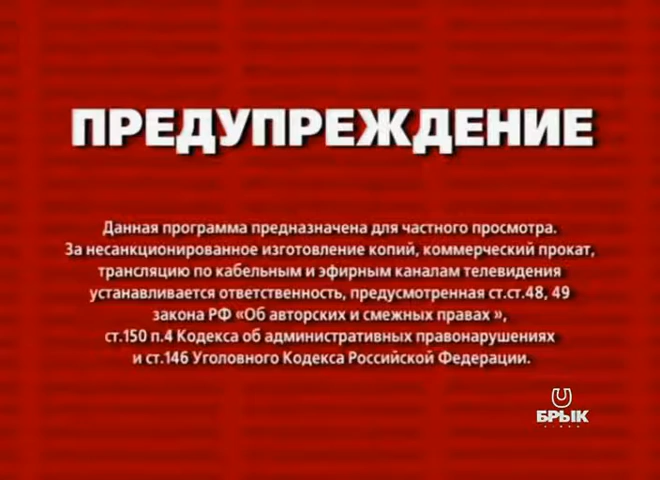 ПРЕДУПРЕЖДЕНИЕ
Данная программа предназначена для частного просмотра.
За несанкционированное изготовление копий, коммерческий прокат,
трансляцию по кабельным и эфирным каналам телевидения
устанавливается ответственность, предусмотренная ст.ст.48, 49
закона РФ «Об авторских и смежных правах »,
ст.150 п.4 Кодекса об административных правонарушениях
и ст.146 Уголовного Кодекса Российской Федерации.
БРЫК